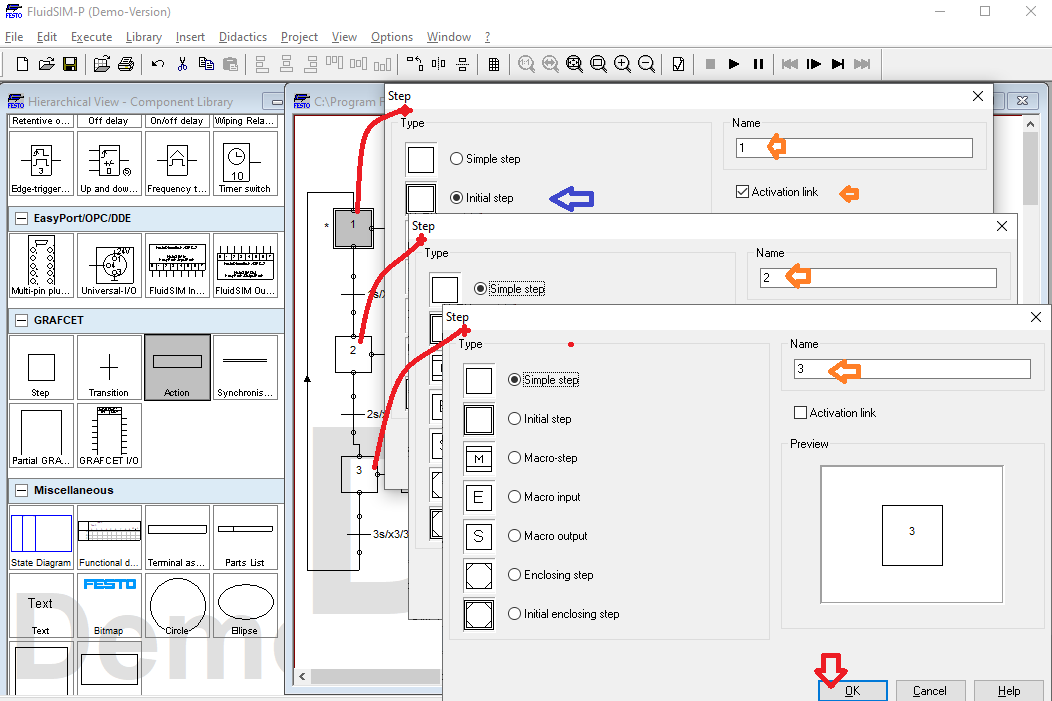 FluidSIM-P (Demo-Version)
File Edit Execute Library Insert Didactics Project View Options Window ?
Hierarchical View - Component Library
C:\Program F
Retentive o... Off delay On/off delay Wiping Rela...
3
+/- 0
10
Edge-trigger... Up and dow... Frequency t... Timer switch
EasyPort/OPC/DDE
24V
Multi-pin plu... Universal-I/O FluidSIM In... FluidSIM Ou...
GRAFCET
Step Transition Action Synchronis...
Partial GRA... GRAFCET I/O
Miscellaneous
State Diagram Functional d... Terminal as... Parts List
Text
FESTO
Text Bitmap Circle Ellipse
Demo
*
1
2
2s/
3
3s/x3/3
D
Step
Type
Simple step
Initial step
Name
1
Activation link
Step
Type
Simple step
Name
2
Step
Type
Simple step
Initial step
M Macro-step
E Macro input
S Macro output
Enclosing step
Initial enclosing step
Name
3
Activation link
Preview
3
OK Cancel Help